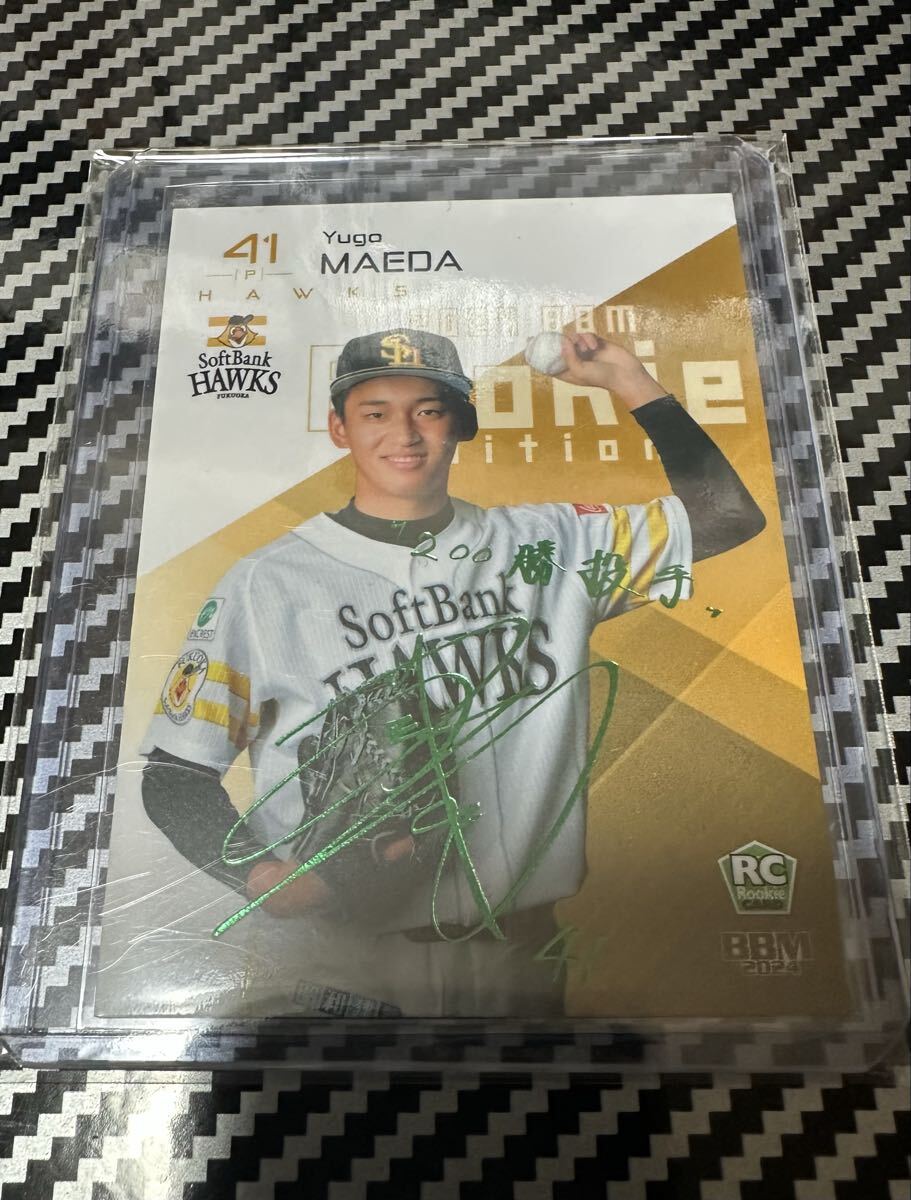 41
Yugo
MAEDA
P
HAWKS
SoftBank
HAWKS
FUKUOKA
BBM
Rookie
Edition
SH
200勝投手。
SoftBank
HAWKS
41
RC
Rookie
BBM
2024